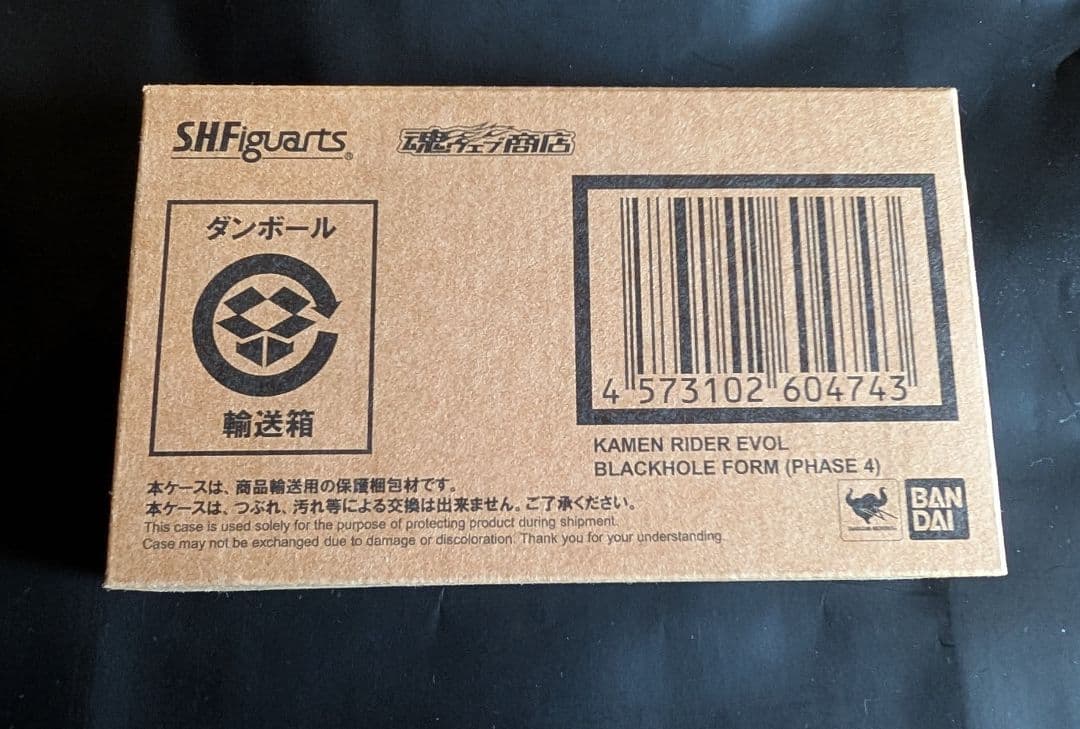 S.H.Figuarts
魂ウェブ商店
ダンボール
輸送箱
4 573102 604743
KAMEN RIDER EVOL
BLACKHOLE FORM (PHASE 4)
本ケースは、商品輸送用の保護梱包材です。
本ケースは、つぶれ、汚れ等による交換は出来ません。ご了承ください。
This case is used solely for the purpose of protecting product during shipment.
Case may not be exchanged due to damage or discoloration. Thank you for your understanding.
BAN
DAI